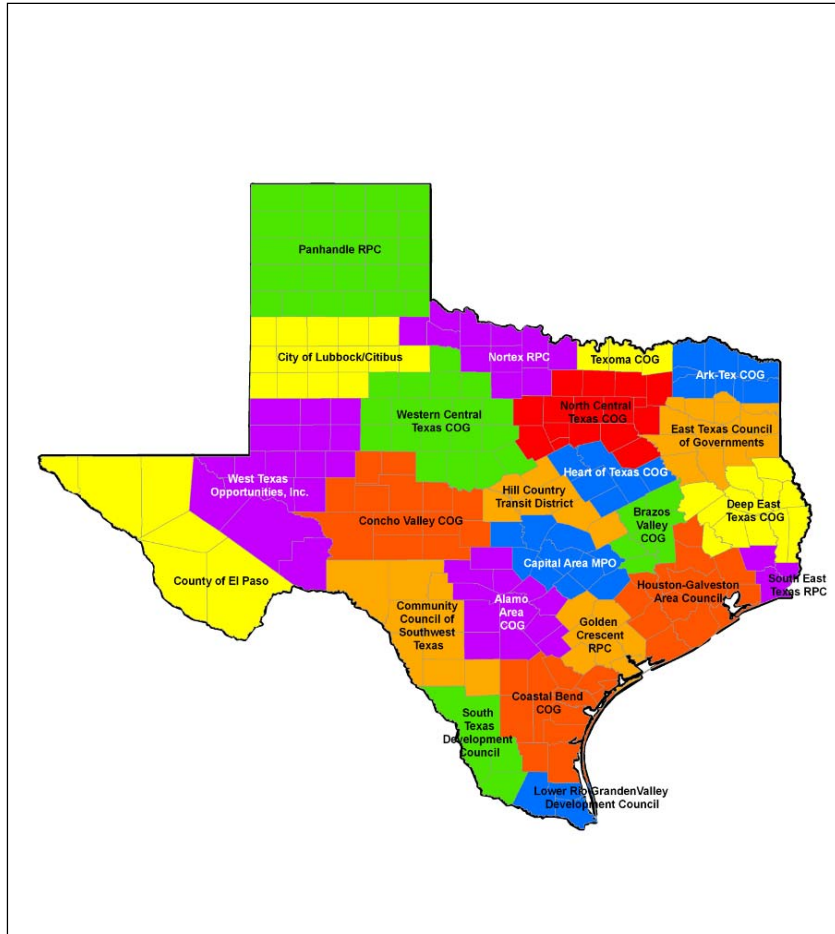 Panhandle RPC
City of Lubbock/Citibus
Nortex RPC
Texoma COG
Ark-Tex COG
Western Central
Texas COG
North Central
Texas COG
East Texas Council
of Governments
West Texas
Opportunities, Inc.
Heart of Texas COG
Hill Country
Transit District
Concho Valley COG
Brazos
Valley
COG
Deep East
Texas COG
County of El Paso
Capital Area MPO
South East
Texas RPC
Houston-Galveston
Area Council
Alamo
Area
COG
Community
Council of
Southwest
Texas
Golden
Crescent
RPC
Coastal Bend
COG
South
Texas
Development
Council
Lower Rio GrandenValley
Development Council